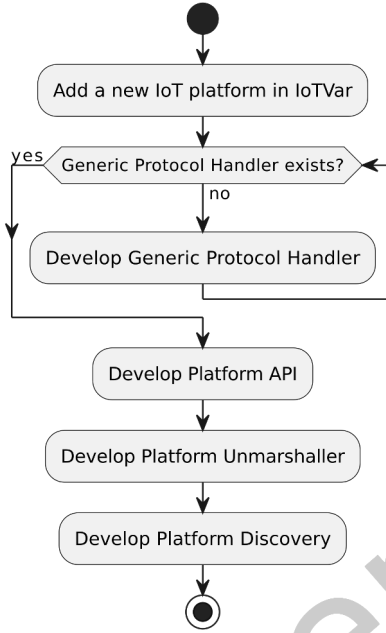 Add a new IoT platform in IoTVar
yes
Generic Protocol Handler exists?
no
Develop Generic Protocol Handler
Develop Platform API
Develop Platform Unmarshaller
Develop Platform Discovery